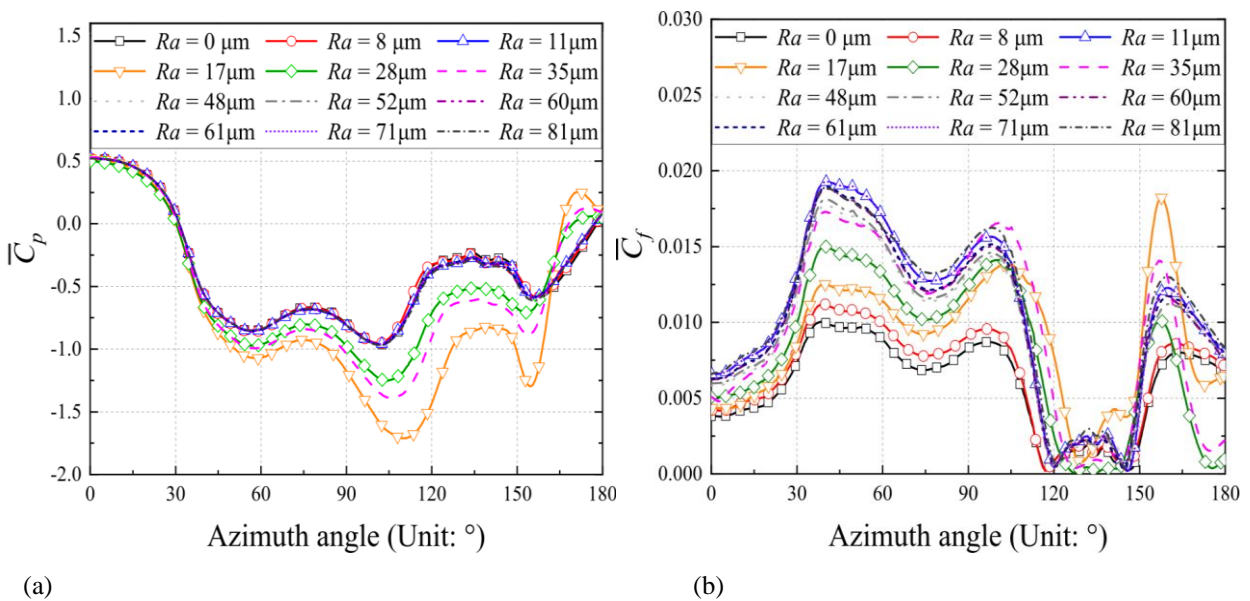 (a)
1.5
1.0
0.5
0.0
-0.5
-1.0
-1.5
-2.0
C̅p
Ra = 0 μm Ra = 8 μm Ra = 11μm
Ra = 17μm Ra = 28μm Ra = 35μm
Ra = 48μm Ra = 52μm Ra = 60μm
Ra = 61μm Ra = 71μm Ra = 81μm
0 30 60 90 120 150 180
Azimuth angle (Unit: °)
(b)
0.030
0.025
0.020
0.015
0.010
0.005
0.000
C̅f
Ra = 0 μm Ra = 8 μm Ra = 11μm
Ra = 17μm Ra = 28μm Ra = 35μm
Ra = 48μm Ra = 52μm Ra = 60μm
Ra = 61μm Ra = 71μm Ra = 81μm
0 30 60 90 120 150 180
Azimuth angle (Unit: °)
(a) (b)